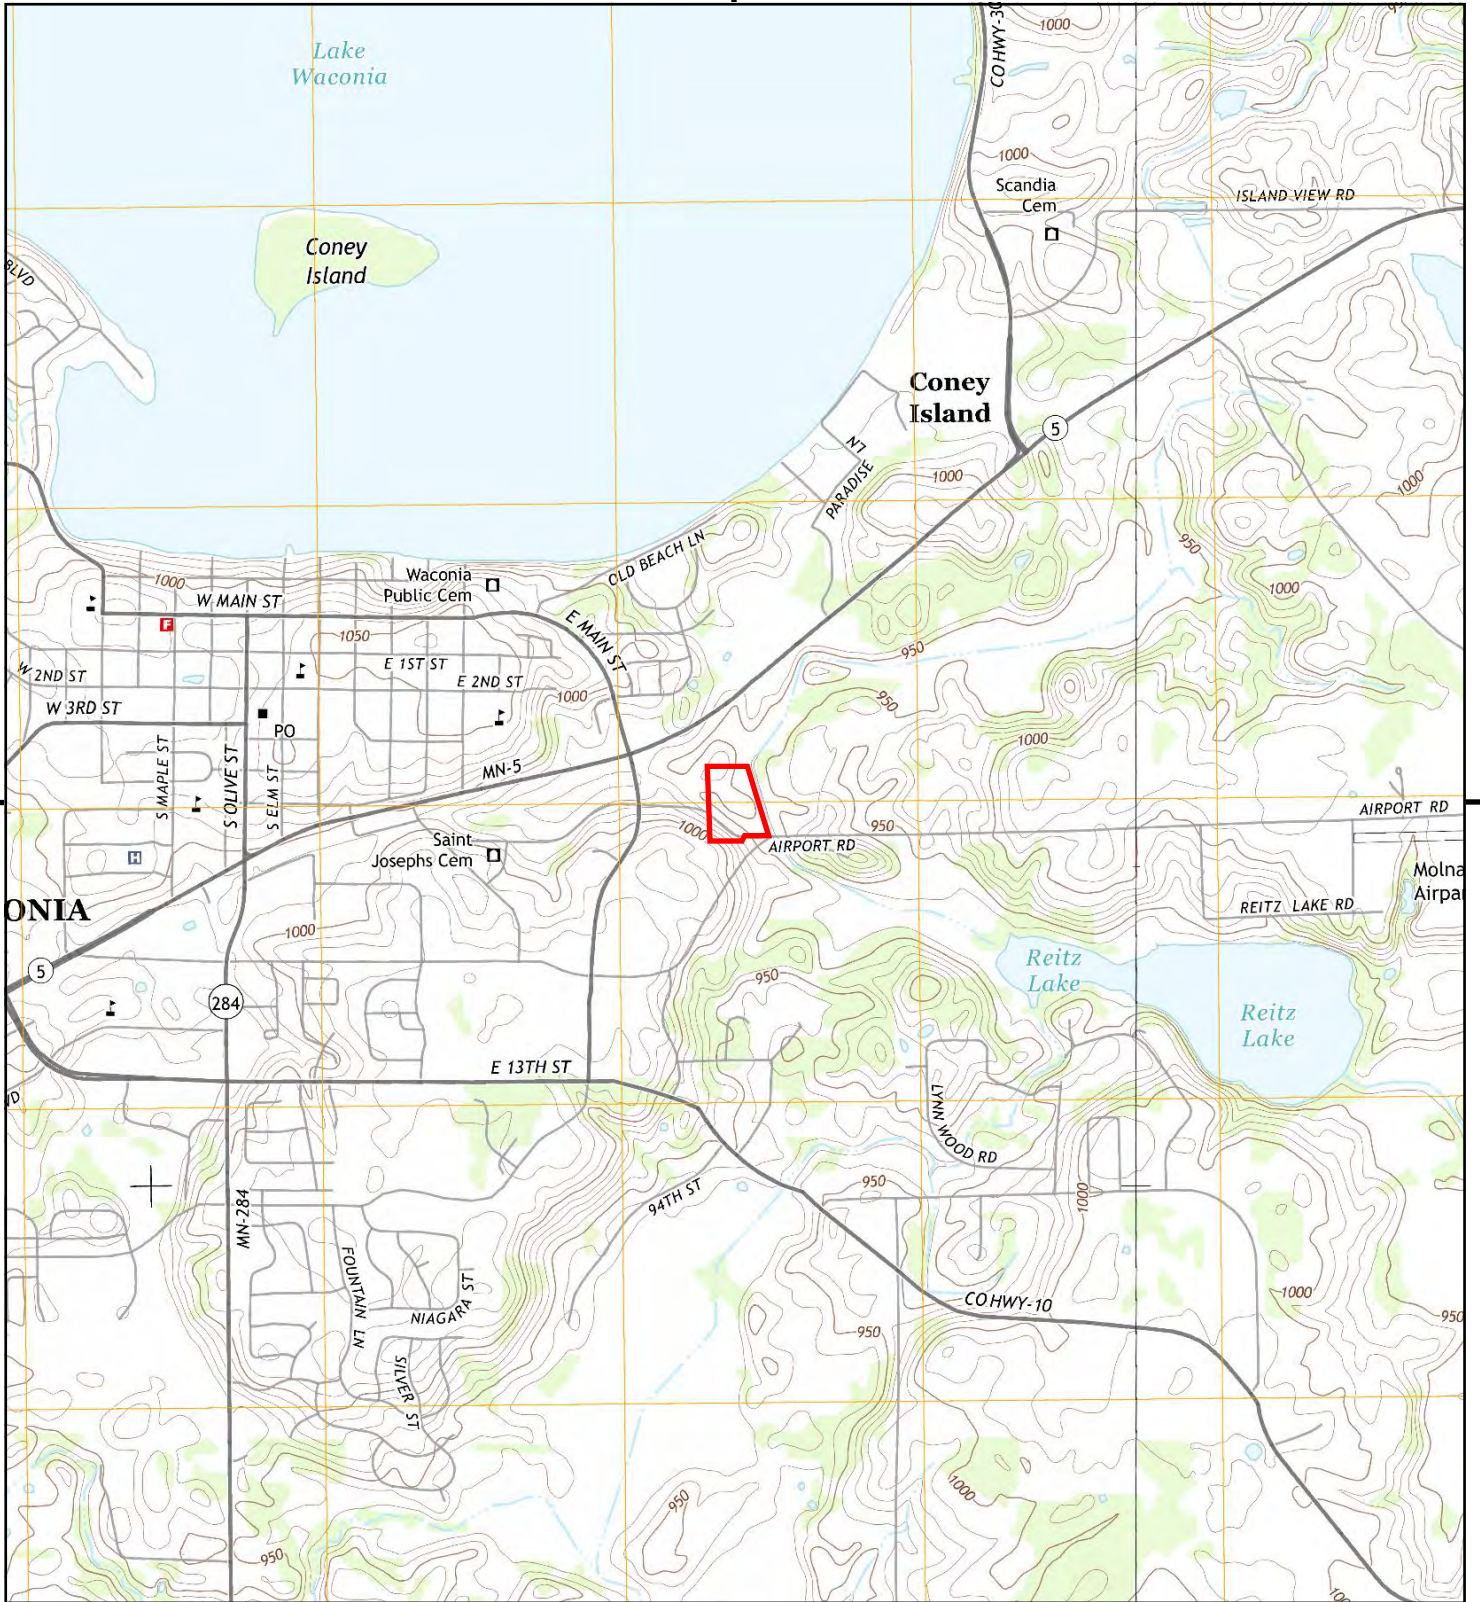 Lake
Waconia
CO HWY-30
1000
95
1000
Scandia
Cem
ISLAND VIEW RD
Coney
Island
BLVD
Coney
Island
5
PARADISE
LN
1000
1000
950
OLD BEACH LN
1000
Waconia
Public Cem
1000
W MAIN ST
1050
E MAIN ST
F
E 1ST ST
950
W 2ND ST
E 2ND ST
1000
950
W 3RD ST
PO
1000
S MAPLE ST
S OLIVE ST
S ELM ST
MN-5
AIRPORT RD
1000
950
AIRPORT RD
Saint
Josephs Cem
H
Molna
Airpar
ONIA
REITZ LAKE RD
1000
Reitz
Lake
5
950
284
Reitz
Lake
E 13TH ST
VD
LYNNWOOD RD
950
94TH ST
1000
MN-284
FOUNTAIN LN
NIAGARA ST
1000
CO HWY-10
950
950
SILVER ST
1000
950
950
100